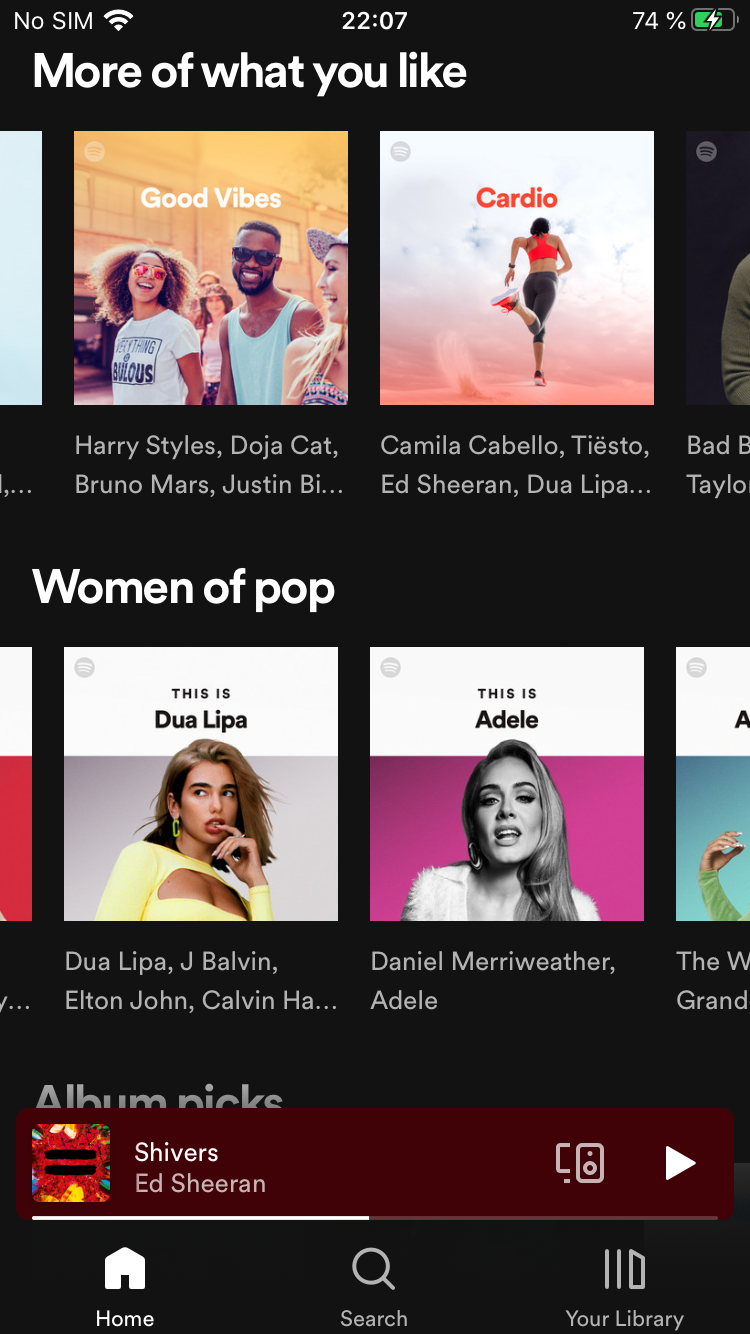 No SIM 22:07 74 %
More of what you like
Good Vibes
Cardio
EVERYTHING
IS
Harry Styles, Doja Cat,
Bruno Mars, Justin Bi...
Camila Cabello, Tiësto,
Ed Sheeran, Dua Lipa...
Bad B
Taylo
Women of pop
THIS IS
Dua Lipa
THIS IS
Adele
A
Dua Lipa, J Balvin,
Elton John, Calvin Ha...
Daniel Merriweather,
Adele
The W
Grand
Album picks
Shivers
Ed Sheeran
Home
Search
Your Library